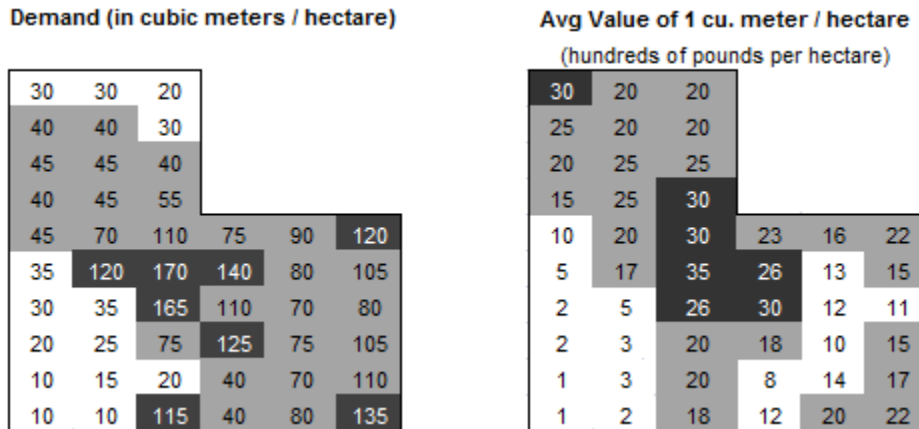 Demand (in cubic meters / hectare)
30 30 20
40 40 30
45 45 40
40 45 55
45 70 110 75 90 120
35 120 170 140 80 105
30 35 165 110 70 80
20 25 75 125 75 105
10 15 20 40 70 110
10 10 115 40 80 135
Avg Value of 1 cu. meter / hectare
(hundreds of pounds per hectare)
30 20 20
25 20 20
20 25 25
15 25 30
10 20 30 23 16 22
5 17 35 26 13 15
2 5 26 30 12 11
2 3 20 18 10 15
1 3 20 8 14 17
1 2 18 12 20 22